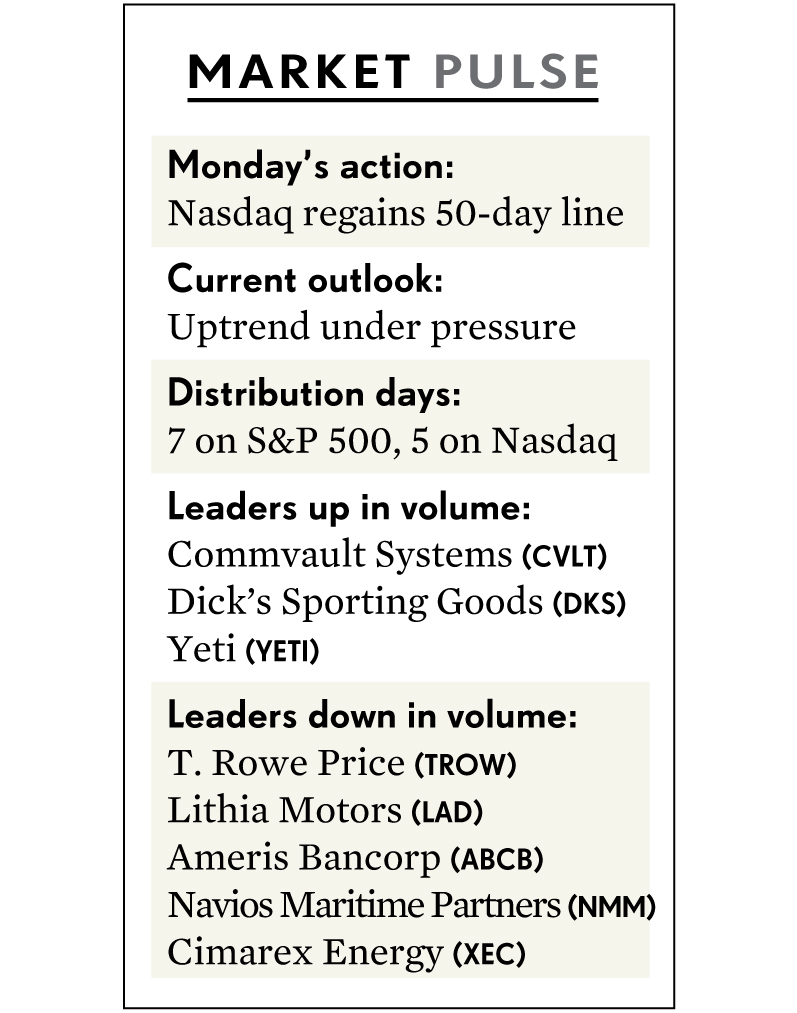 MARKET PULSE
Monday’s action:
Nasdaq regains 50-day line
Current outlook:
Uptrend under pressure
Distribution days:
7 on S&P 500, 5 on Nasdaq
Leaders up in volume:
Commvault Systems (CVLT)
Dick’s Sporting Goods (DKS)
Yeti (YETI)
Leaders down in volume:
T. Rowe Price (TROW)
Lithia Motors (LAD)
Ameris Bancorp (ABCB)
Navios Maritime Partners (NMM)
Cimarex Energy (XEC)